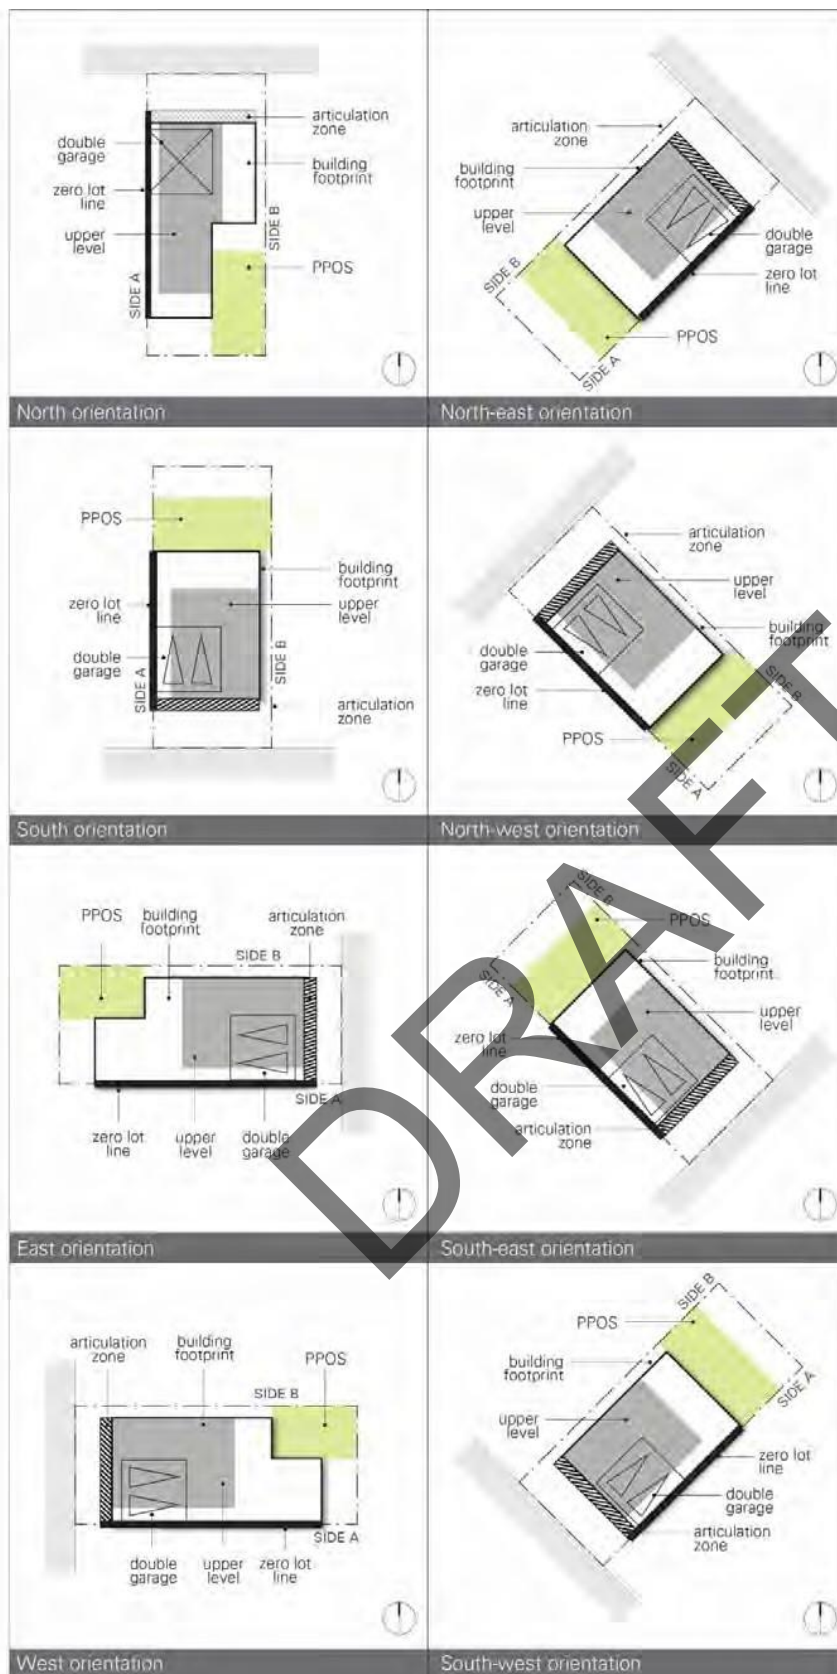 articulation
zone
double
garage
zero lot
line
upper
level
building
footprint
PPOS
SIDE A
SIDE B
North orientation
articulation
zone
building
footprint
upper
level
double
garage
zero lot
line
SIDE B
PPOS
SIDE A
North-east orientation
PPOS
building
footprint
zero lot
line
upper
level
double
garage
SIDE A
SIDE B
articulation
zone
South orientation
articulation
zone
upper
level
building
footprint
double
garage
zero lot
line
SIDE B
PPOS
SIDE A
North-west orientation
PPOS
building
footprint
articulation
zone
SIDE B
SIDE A
zero lot
line
upper
level
double
garage
East orientation
SIDE B
PPOS
building
footprint
SIDE A
upper
level
zero lot
line
double
garage
articulation
zone
South-east orientation
articulation
zone
building
footprint
PPOS
SIDE B
SIDE A
double
garage
upper
level
zero lot
line
West orientation
SIDE B
PPOS
building
footprint
SIDE A
upper
level
zero lot
line
double
garage
articulation
zone
South-west orientation
DRAFT